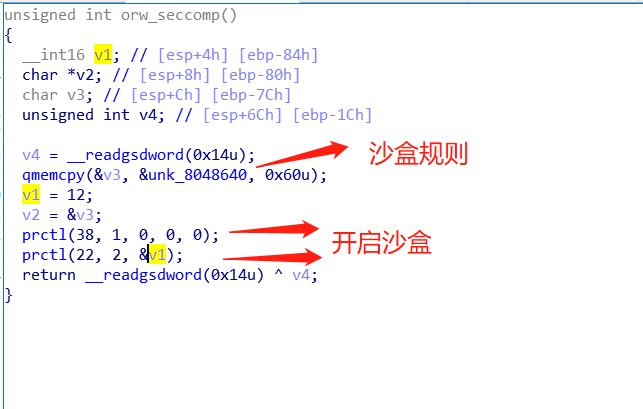 unsigned int orw_seccomp()
{
__int16 v1; // [esp+4h] [ebp-84h]
char *v2; // [esp+8h] [ebp-80h]
char v3; // [esp+Ch] [ebp-7Ch]
unsigned int v4; // [esp+6Ch] [ebp-1Ch]
v4 = __readgsdword(0x14u);
沙盒规则
qmemcpy(&v3, &unk_8048640, 0x60u);
v1 = 12;
v2 = &v3;
prctl(38, 1, 0, 0, 0);
开启沙盒
prctl(22, 2, &v1);
return __readgsdword(0x14u) ^ v4;
}